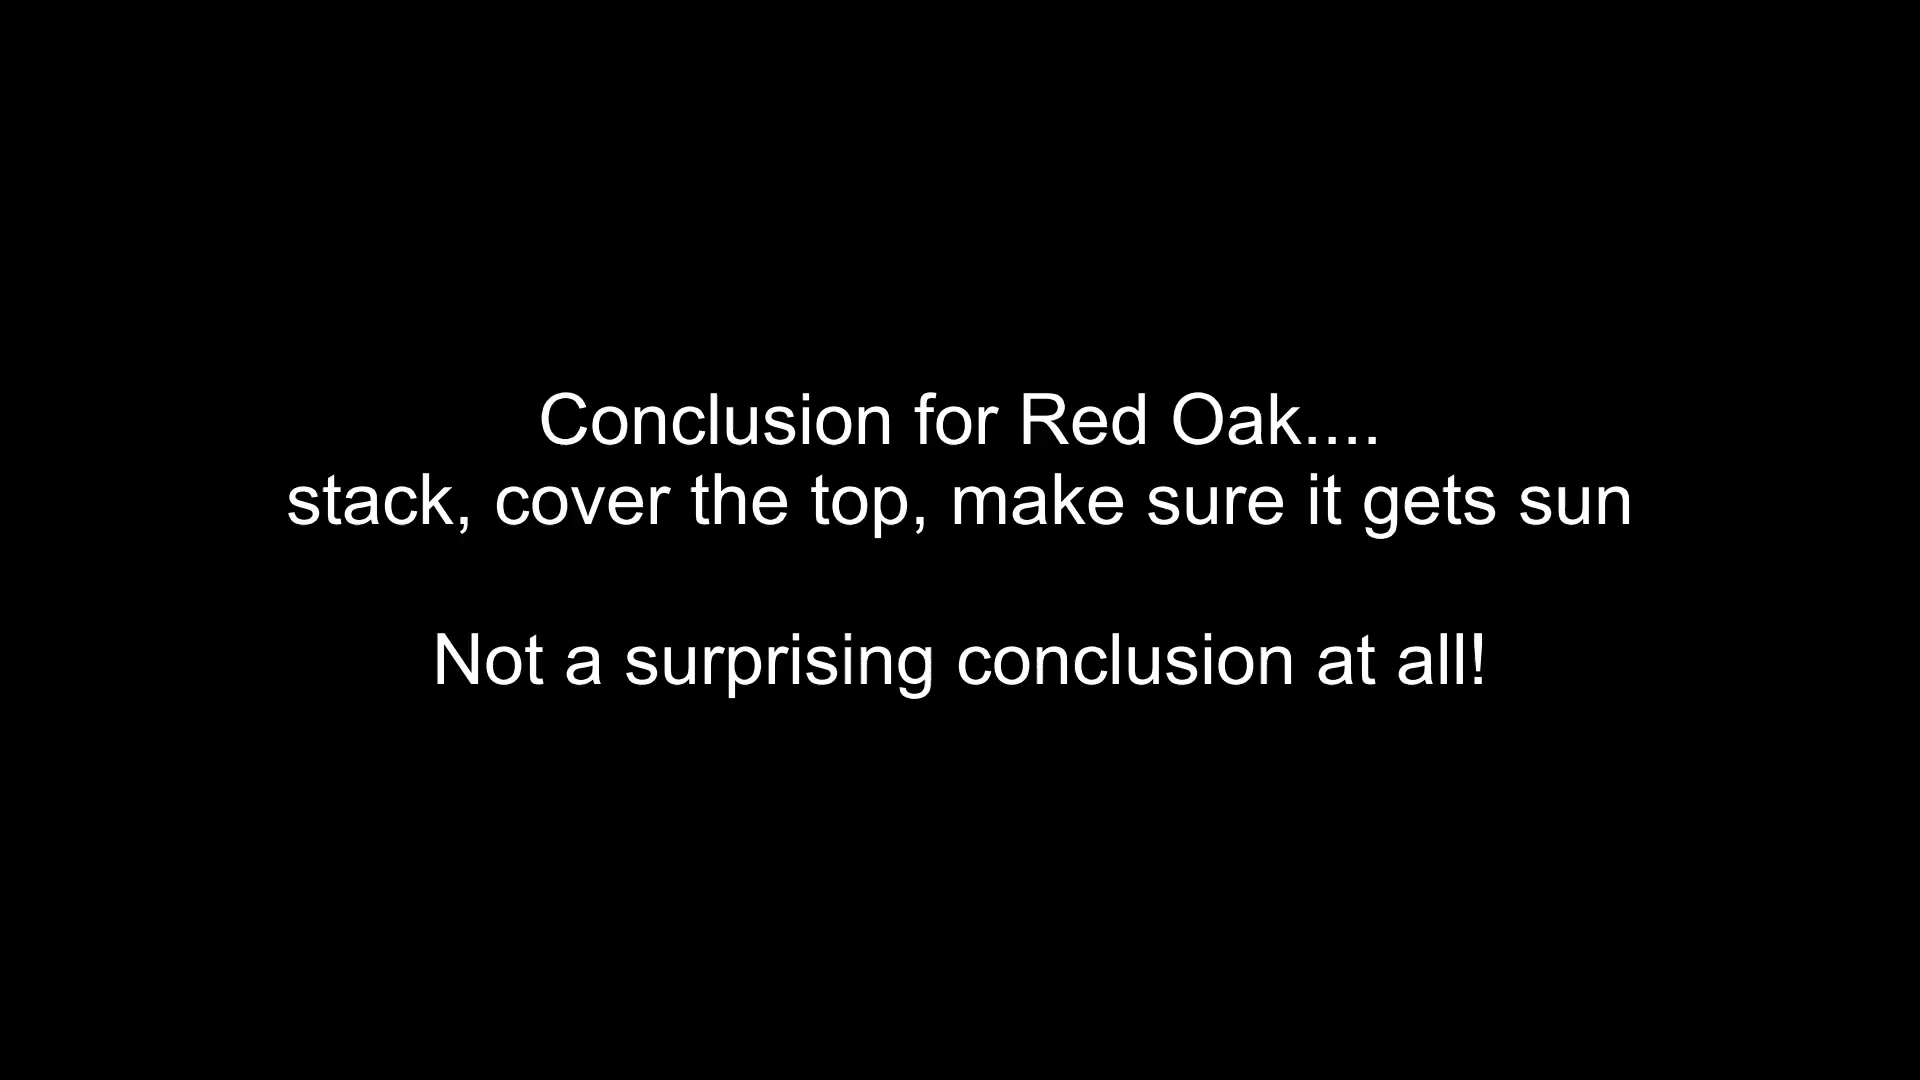 Conclusion for Red Oak....
stack, cover the top, make sure it gets sun
Not a surprising conclusion at all!